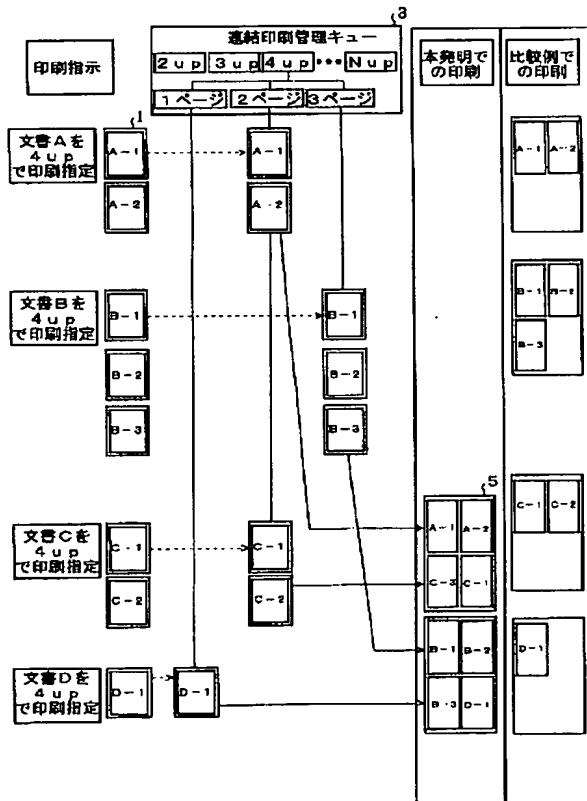 3
連結印刷管理キュー
2up 3up 4up ••• Nup
1ページ 2ページ 3ページ
印刷指示
本発明で
の印刷
比較例で
の印刷
文書Aを
4up
で印刷指定
1
A-1
A-2
A-1
A-2
A-1 A-2
文書Bを
4up
で印刷指定
B-1
B-2
B-3
B-1
B-2
B-3
B-1 B-2
B-3
文書Cを
4up
で印刷指定
C-1
C-2
C-1
C-2
5
A-1 A-2
C-3 C-1
C-1 C-2
文書Dを
4up
で印刷指定
D-1
D-1
B-1 B-2
B-3 D-1
D-1